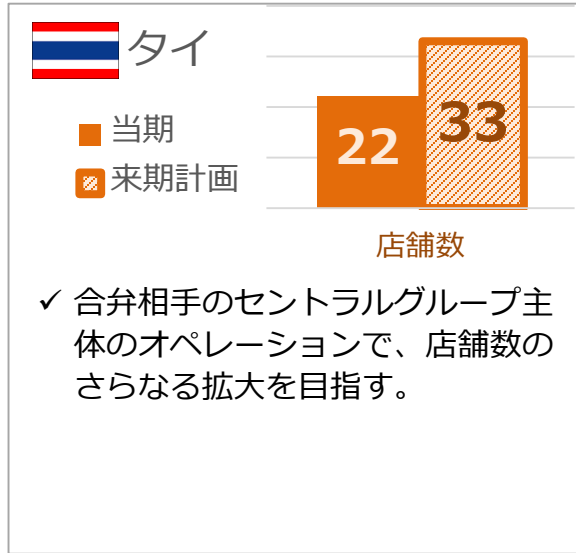 タイ
当期
来期計画
22
33
店舗数
✓ 合弁相手のセントラルグループ主
体のオペレーションで、店舗数の
さらなる拡大を目指す。